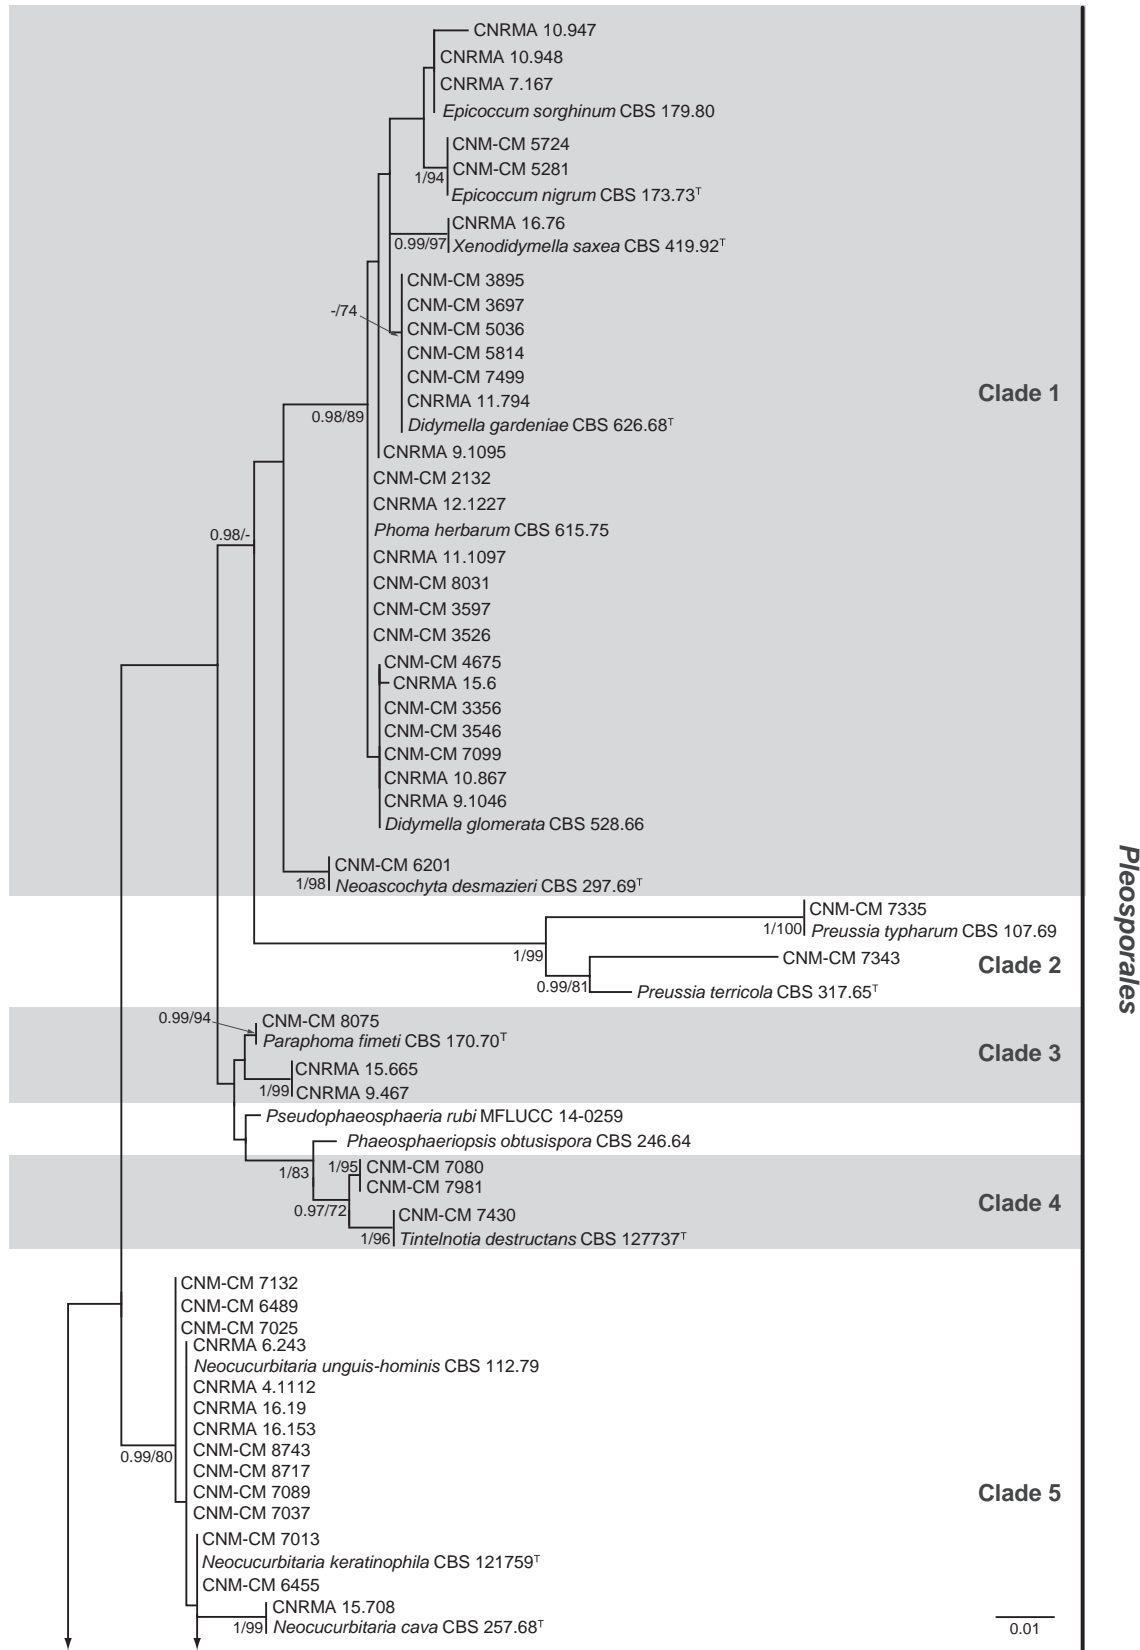 CNRMA 10.947
CNRMA 10.948
CNRMA 7.167
Epicoccum sorghinum CBS 179.80
CNM-CM 5724
CNM-CM 5281
1/94
Epicoccum nigrum CBS 173.73ᵀ
CNRMA 16.76
0.99/97
Xenodidymella saxea CBS 419.92ᵀ
CNM-CM 3895
CNM-CM 3697
-/74
CNM-CM 5036
CNM-CM 5814
CNM-CM 7499
Clade 1
CNRMA 11.794
0.98/89
Didymella gardeniae CBS 626.68ᵀ
CNRMA 9.1095
CNM-CM 2132
CNRMA 12.1227
Phoma herbarum CBS 615.75
0.98/-
CNRMA 11.1097
CNM-CM 8031
CNM-CM 3597
CNM-CM 3526
CNM-CM 4675
CNRMA 15.6
CNM-CM 3356
CNM-CM 3546
CNM-CM 7099
CNRMA 10.867
CNRMA 9.1046
Didymella glomerata CBS 528.66
CNM-CM 6201
1/98
Neoascochyta desmazieri CBS 297.69ᵀ
CNM-CM 7335
1/100
Preussia typharum CBS 107.69
1/99
CNM-CM 7343
Clade 2
0.99/81
Preussia terricola CBS 317.65ᵀ
Pleosporales
0.99/94
CNM-CM 8075
Paraphoma fimeti CBS 170.70ᵀ
Clade 3
CNRMA 15.665
1/99
CNRMA 9.467
Pseudophaeosphaeria rubi MFLUCC 14-0259
Phaeosphaeriopsis obtusispora CBS 246.64
1/83
1/95
CNM-CM 7080
CNM-CM 7981
Clade 4
0.97/72
CNM-CM 7430
1/96
Tintelnotia destructans CBS 127737ᵀ
CNM-CM 7132
CNM-CM 6489
CNM-CM 7025
CNRMA 6.243
Neocucurbitaria unguis-hominis CBS 112.79
CNRMA 4.1112
CNRMA 16.19
CNRMA 16.153
CNM-CM 8743
0.99/80
CNM-CM 8717
CNM-CM 7089
Clade 5
CNM-CM 7037
CNM-CM 7013
Neocucurbitaria keratinophila CBS 121759ᵀ
CNM-CM 6455
CNRMA 15.708
1/99
Neocucurbitaria cava CBS 257.68ᵀ
0.01